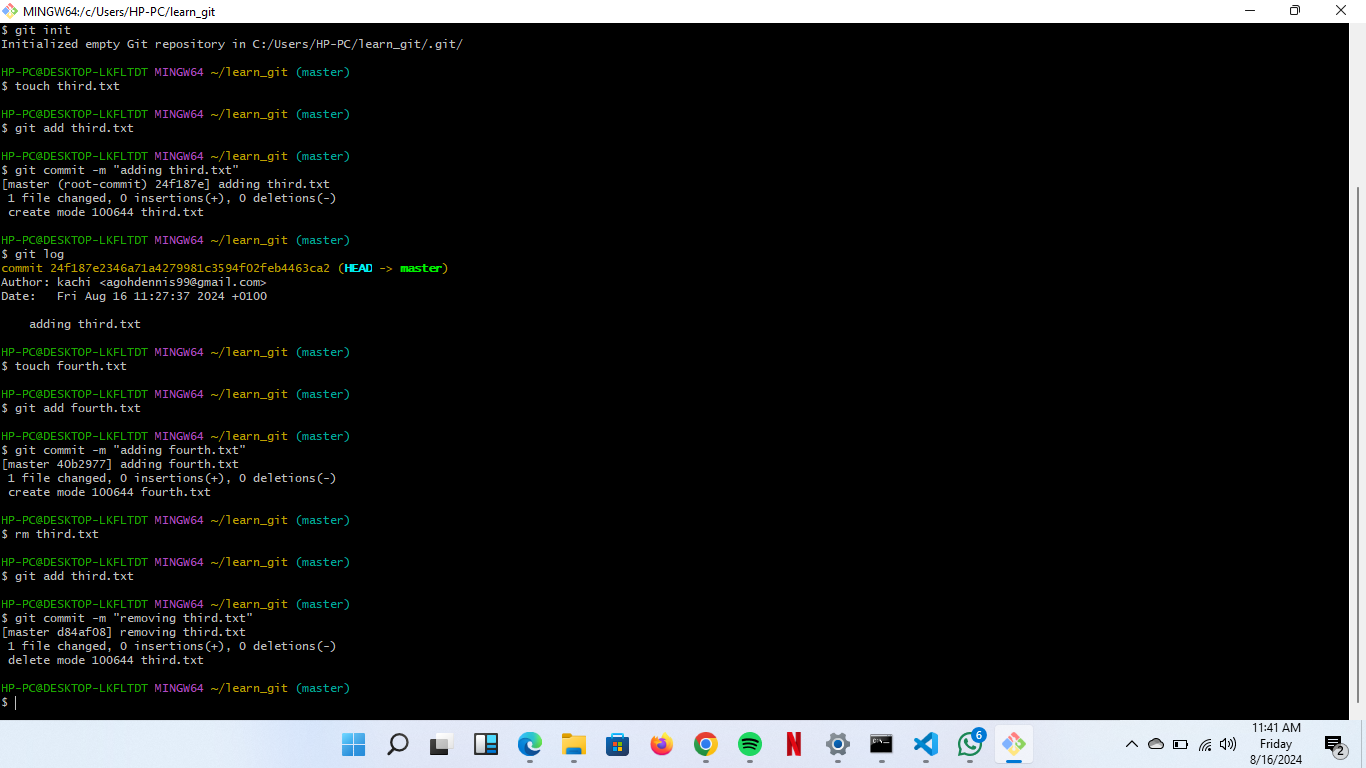 MINGW64:/c/Users/HP-PC/learn_git
$ git init
Initialized empty Git repository in C:/Users/HP-PC/learn_git/.git/
HP-PC@DESKTOP-LKFLTDT MINGW64 ~/learn_git (master)
$ touch third.txt
HP-PC@DESKTOP-LKFLTDT MINGW64 ~/learn_git (master)
$ git add third.txt
HP-PC@DESKTOP-LKFLTDT MINGW64 ~/learn_git (master)
$ git commit -m "adding third.txt"
[master (root-commit) 24f187e] adding third.txt
 1 file changed, 0 insertions(+), 0 deletions(-)
 create mode 100644 third.txt
HP-PC@DESKTOP-LKFLTDT MINGW64 ~/learn_git (master)
$ git log
commit 24f187e2346a71a4279981c3594f02feb4463ca2 (HEAD -> master)
Author: kachi <agohdennis99@gmail.com>
Date:   Fri Aug 16 11:27:37 2024 +0100
    adding third.txt
HP-PC@DESKTOP-LKFLTDT MINGW64 ~/learn_git (master)
$ touch fourth.txt
HP-PC@DESKTOP-LKFLTDT MINGW64 ~/learn_git (master)
$ git add fourth.txt
HP-PC@DESKTOP-LKFLTDT MINGW64 ~/learn_git (master)
$ git commit -m "adding fourth.txt"
[master 40b2977] adding fourth.txt
 1 file changed, 0 insertions(+), 0 deletions(-)
 create mode 100644 fourth.txt
HP-PC@DESKTOP-LKFLTDT MINGW64 ~/learn_git (master)
$ rm third.txt
HP-PC@DESKTOP-LKFLTDT MINGW64 ~/learn_git (master)
$ git add third.txt
HP-PC@DESKTOP-LKFLTDT MINGW64 ~/learn_git (master)
$ git commit -m "removing third.txt"
[master d84af08] removing third.txt
 1 file changed, 0 insertions(+), 0 deletions(-)
 delete mode 100644 third.txt
HP-PC@DESKTOP-LKFLTDT MINGW64 ~/learn_git (master)
$
6
11:41 AM
Friday
8/16/2024
2